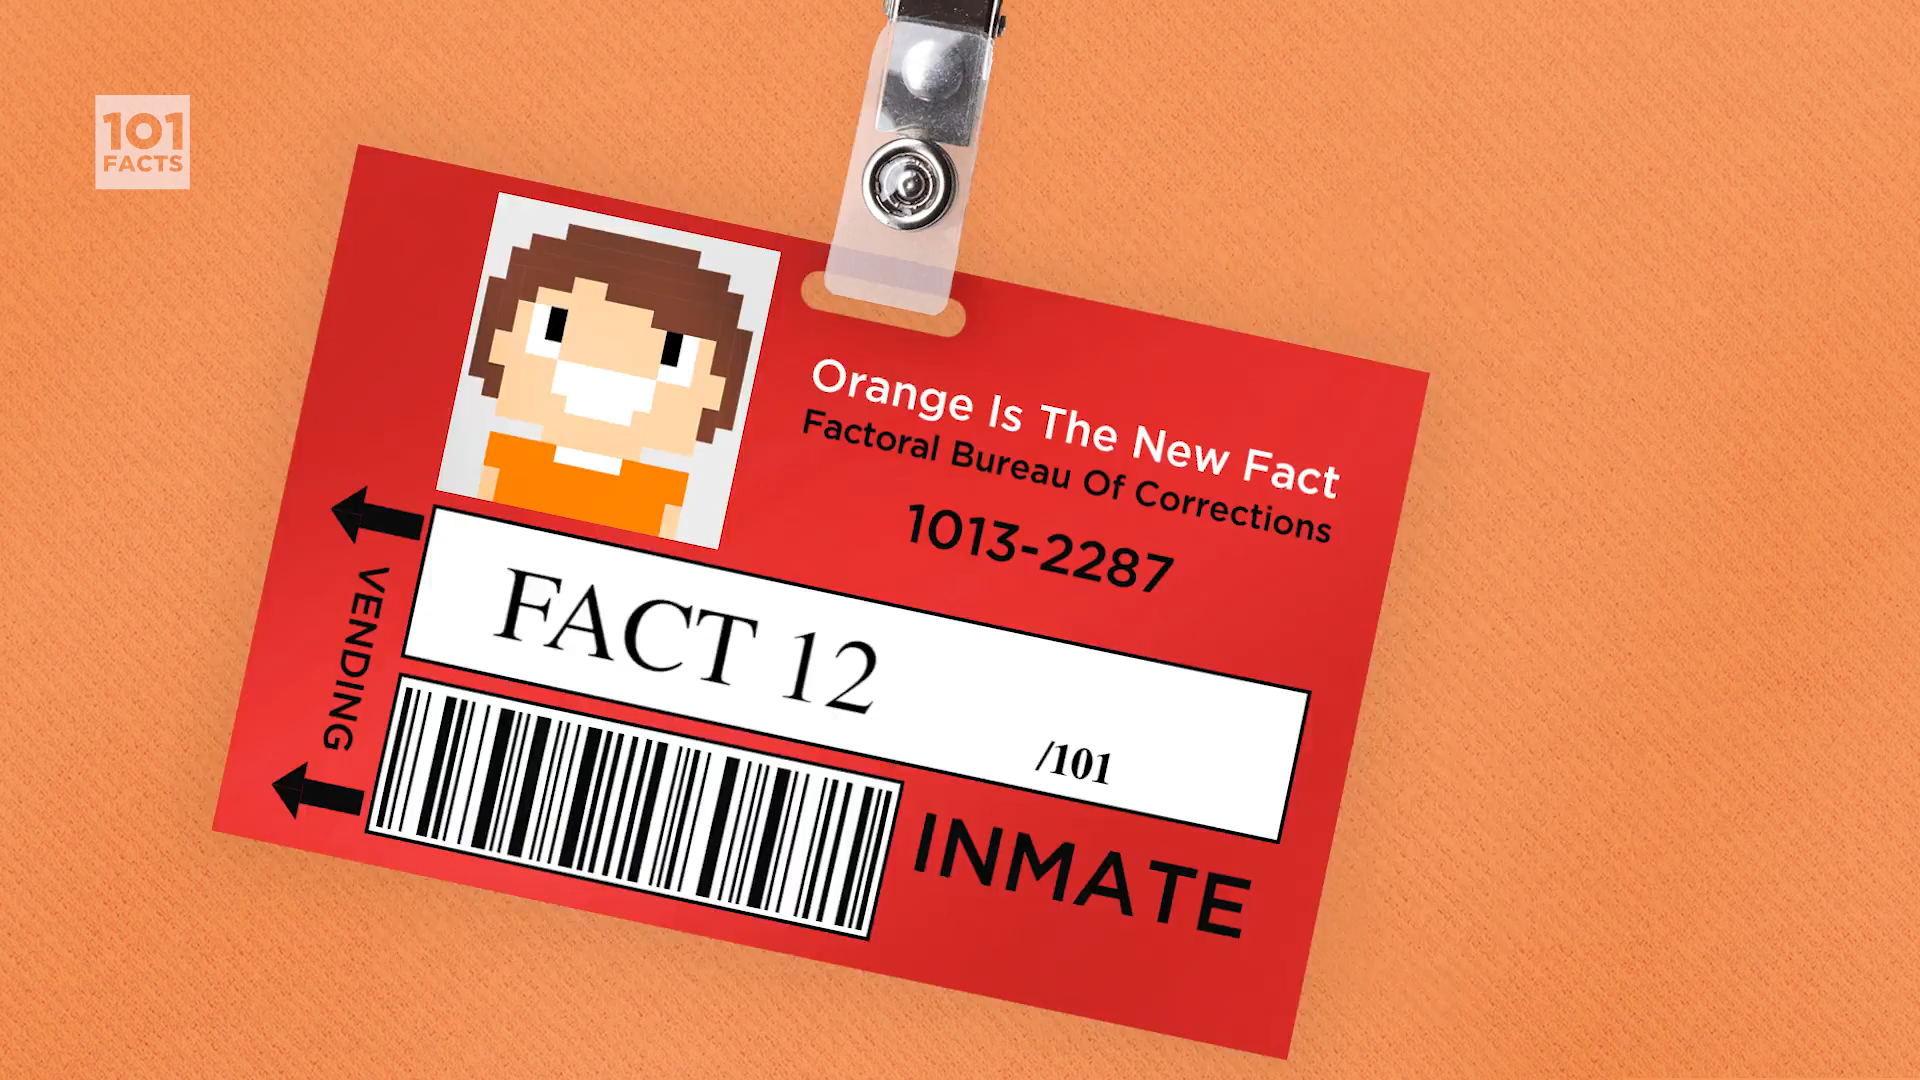 101
FACTS
Orange Is The New Fact
Factoral Bureau Of Corrections
1013-2287
FACT 12
/101
VENDING
INMATE